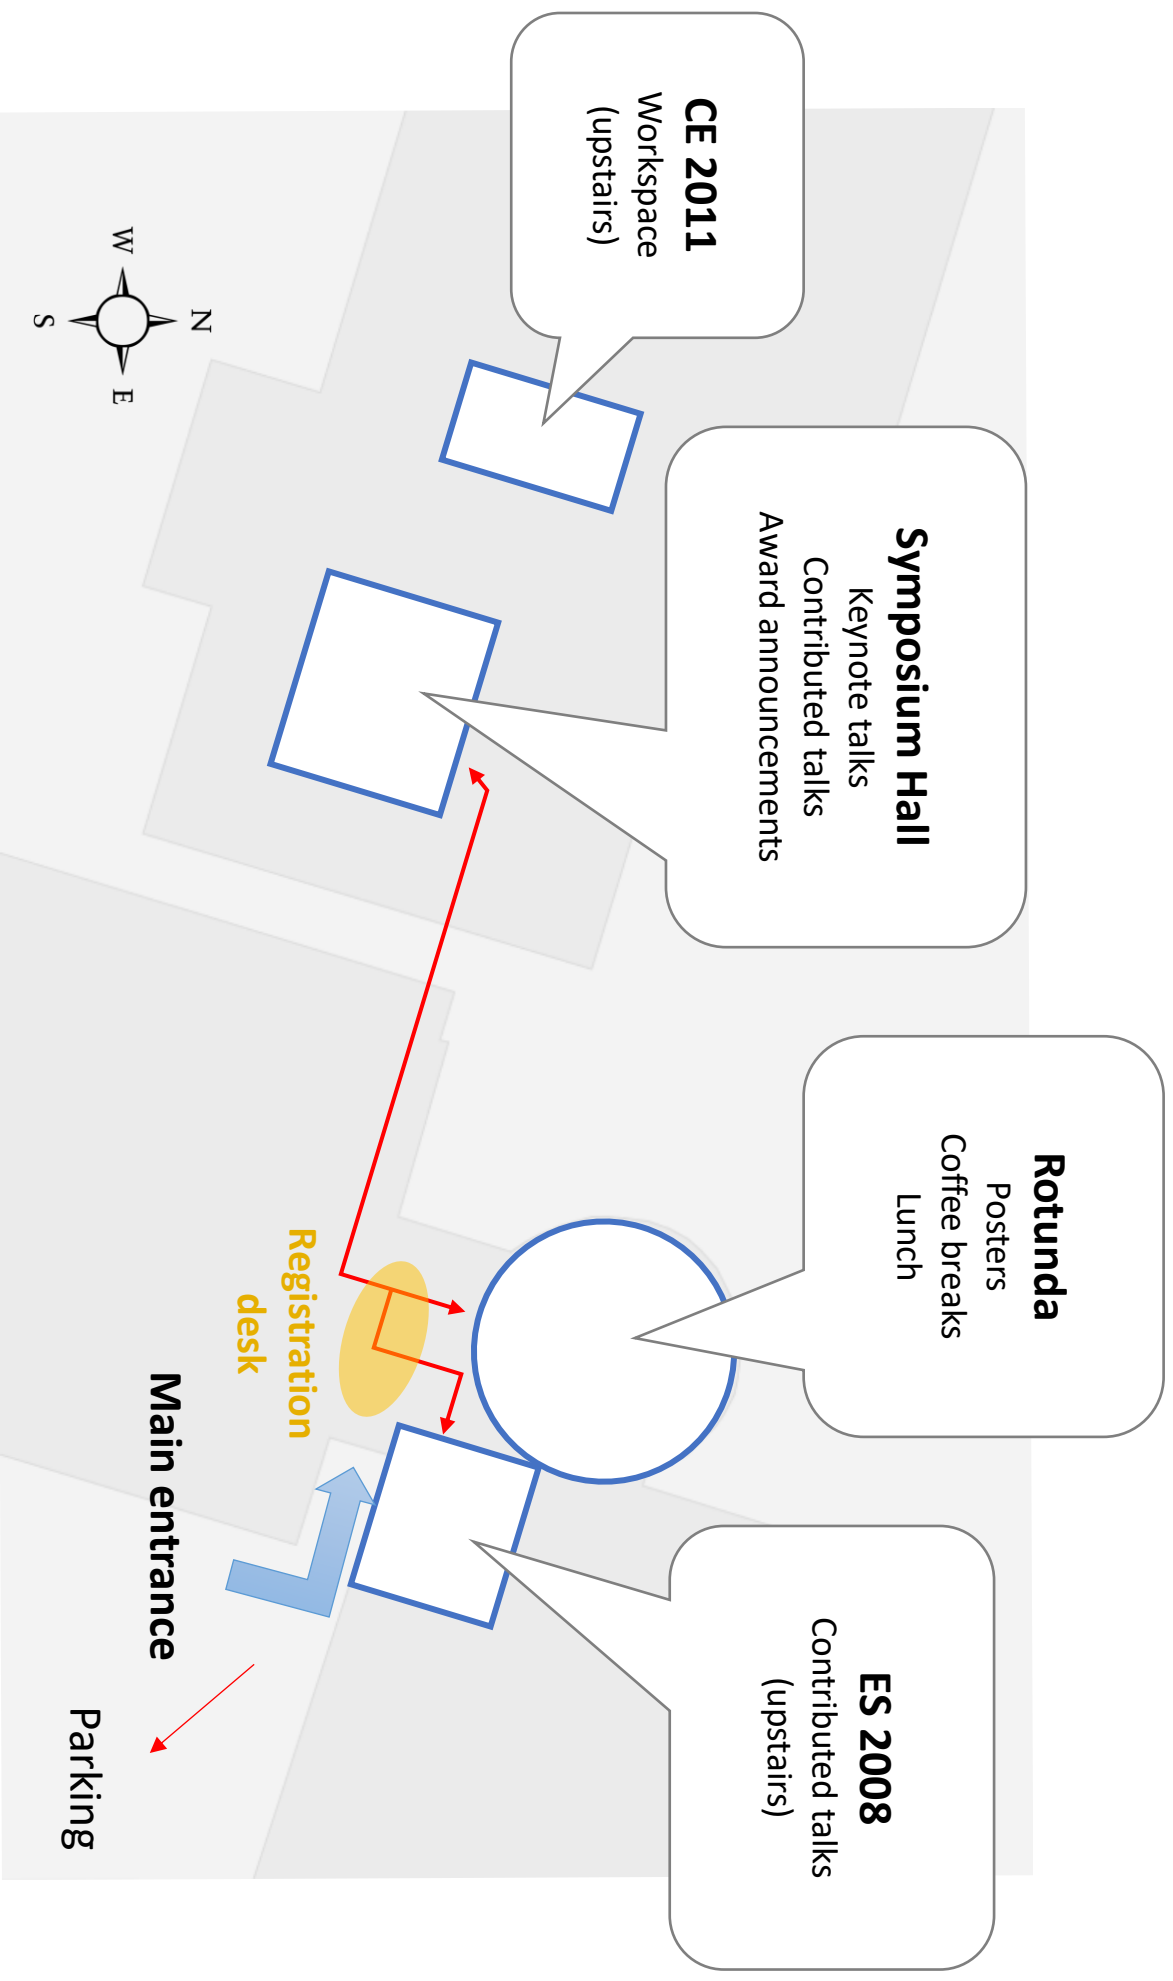 CE 2011
Workspace
(upstairs)
Symposium Hall
Keynote talks
Contributed talks
Award announcements
Rotunda
Posters
Coffee breaks
Lunch
ES 2008
Contributed talks
(upstairs)
N
W
E
S
Registration
desk
Main entrance
Parking